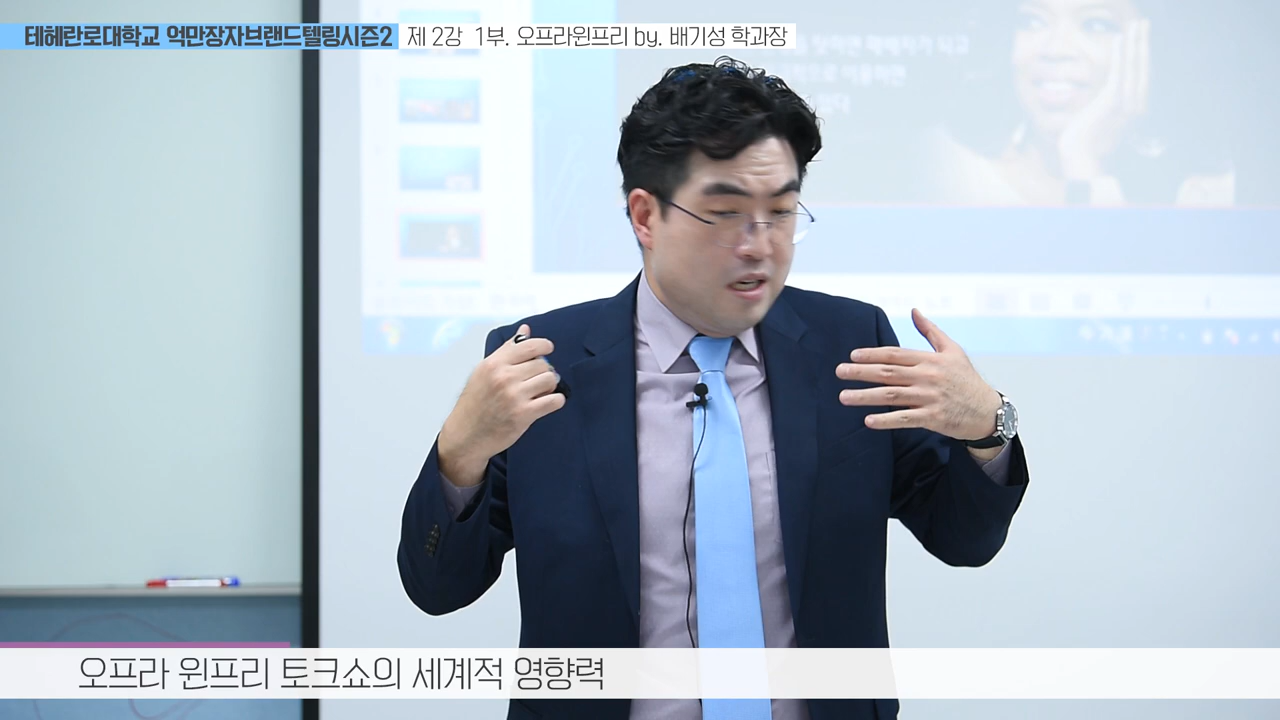 테헤란로대학교 억만장자브랜드텔링시즌2 제 2강 1부. 오프라윈프리 by. 배기성 학과장
오프라 윈프리 토크쇼의 세계적 영향력